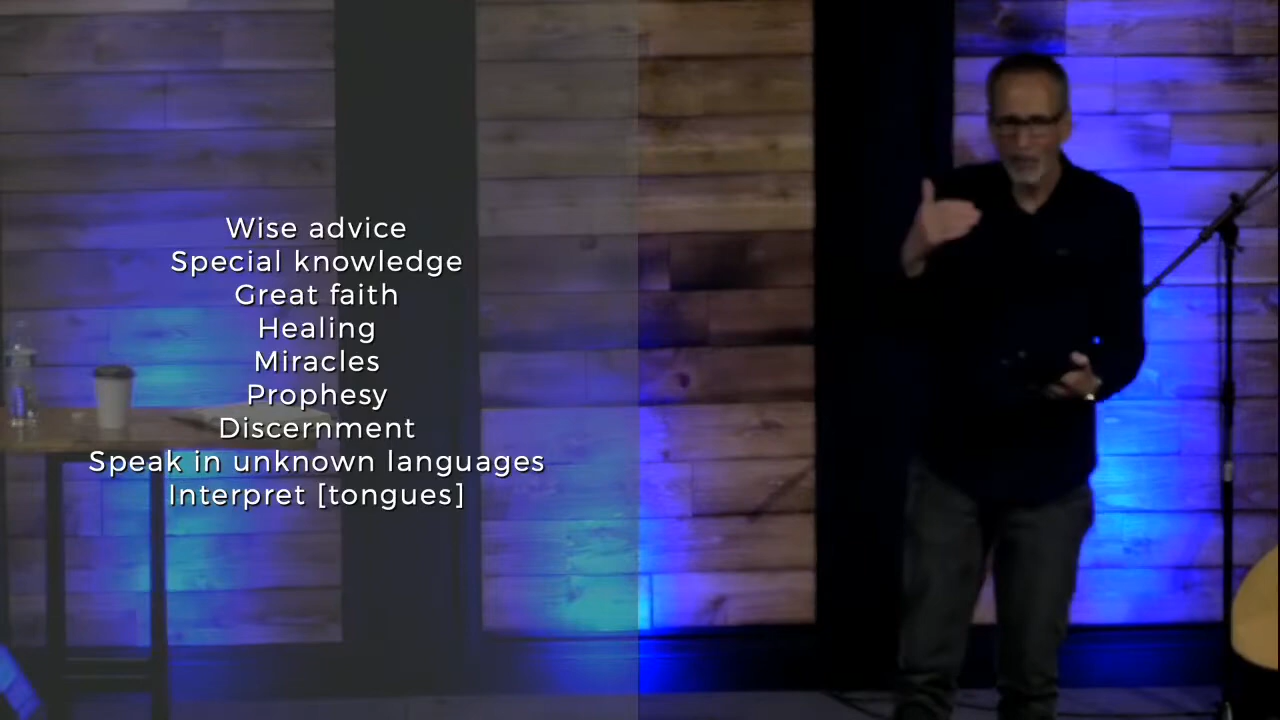 Wise advice
Special knowledge
Great faith
Healing
Miracles
Prophesy
Discernment
Speak in unknown languages
Interpret [tongues]